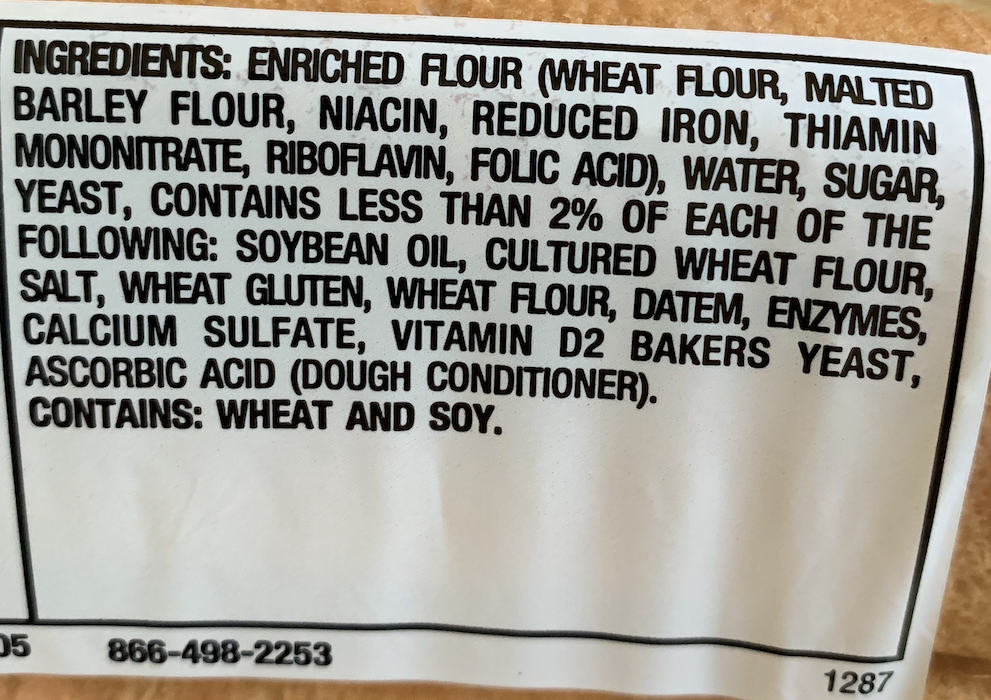 INGREDIENTS: ENRICHED FLOUR (WHEAT FLOUR, MALTED
BARLEY FLOUR, NIACIN, REDUCED IRON, THIAMIN
MONONITRATE, RIBOFLAVIN, FOLIC ACID), WATER, SUGAR,
YEAST, CONTAINS LESS THAN 2% OF EACH OF THE
FOLLOWING: SOYBEAN OIL, CULTURED WHEAT FLOUR,
SALT, WHEAT GLUTEN, WHEAT FLOUR, DATEM, ENZYMES,
CALCIUM SULFATE, VITAMIN D2 BAKERS YEAST,
ASCORBIC ACID (DOUGH CONDITIONER).
CONTAINS: WHEAT AND SOY.
05 866-498-2253
1287